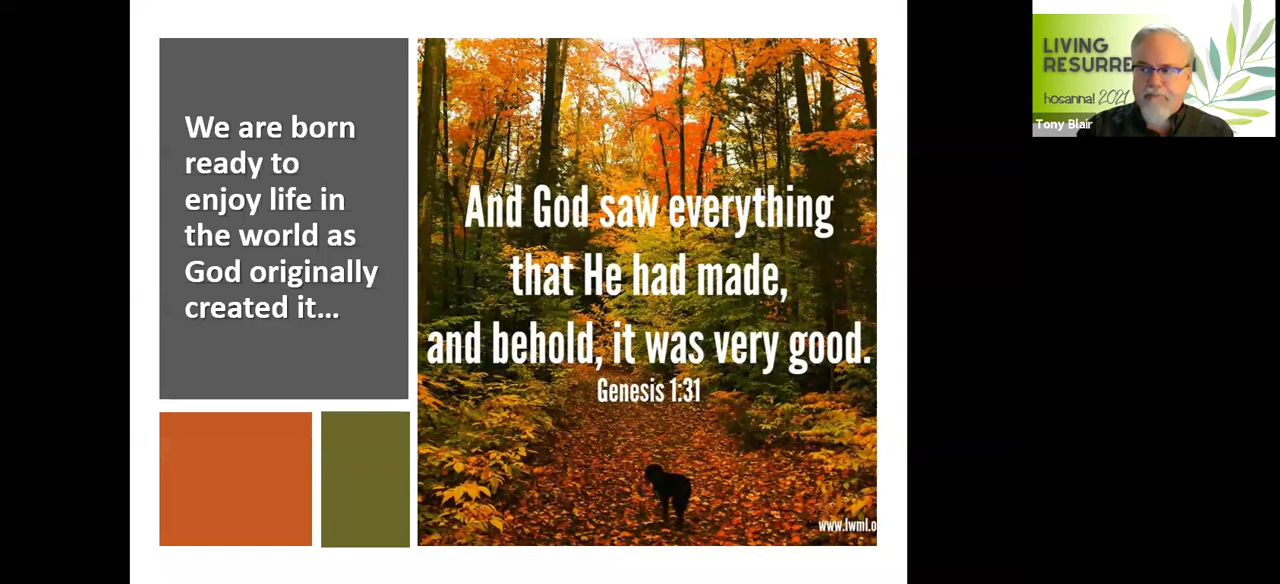 We are born
ready to
enjoy life in
the world as
God originally
created it...
And God saw everything
that He had made,
and behold, it was very good.
Genesis 1:31
www.lwml.o
LIVING
RESURRE
hosanna! 2021
Tony Blair